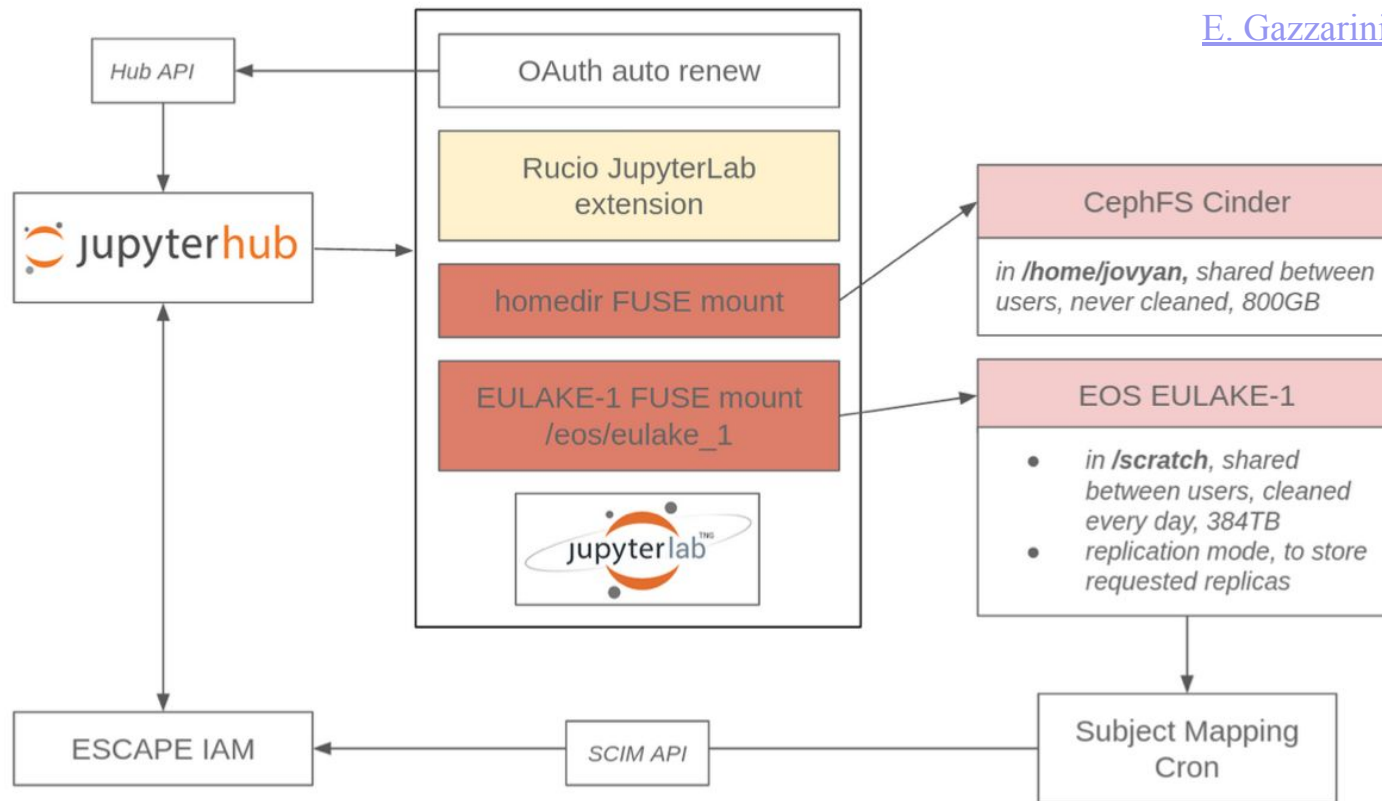 E. Gazzarini
Hub API
OAuth auto renew
Rucio JupyterLab
extension
jupyterhub
CephFS Cinder
in /home/jovyan, shared between
users, never cleaned, 800GB
homedir FUSE mount
EULAKE-1 FUSE mount
/eos/eulake_1
EOS EULAKE-1
● in /scratch, shared
between users, cleaned
every day, 384TB
● replication mode, to store
requested replicas
jupyterlab TNG
ESCAPE IAM
SCIM API
Subject Mapping
Cron